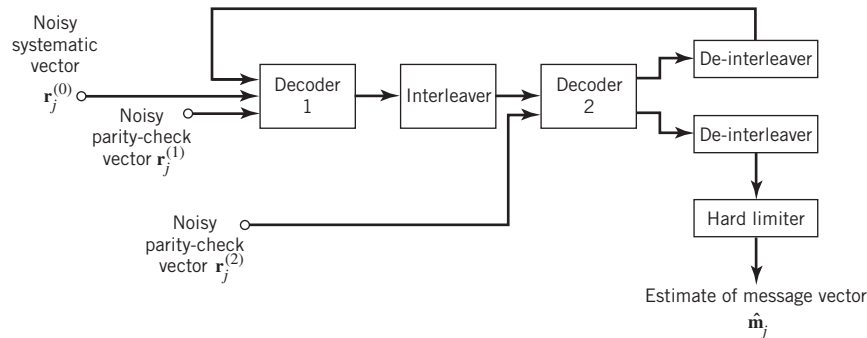 Noisy
systematic
vector
r_j^(0)
Noisy
parity-check
vector r_j^(1)
Decoder
1
Interleaver
Decoder
2
De-interleaver
De-interleaver
Noisy
parity-check
vector r_j^(2)
Hard limiter
Estimate of message vector
m̂_j